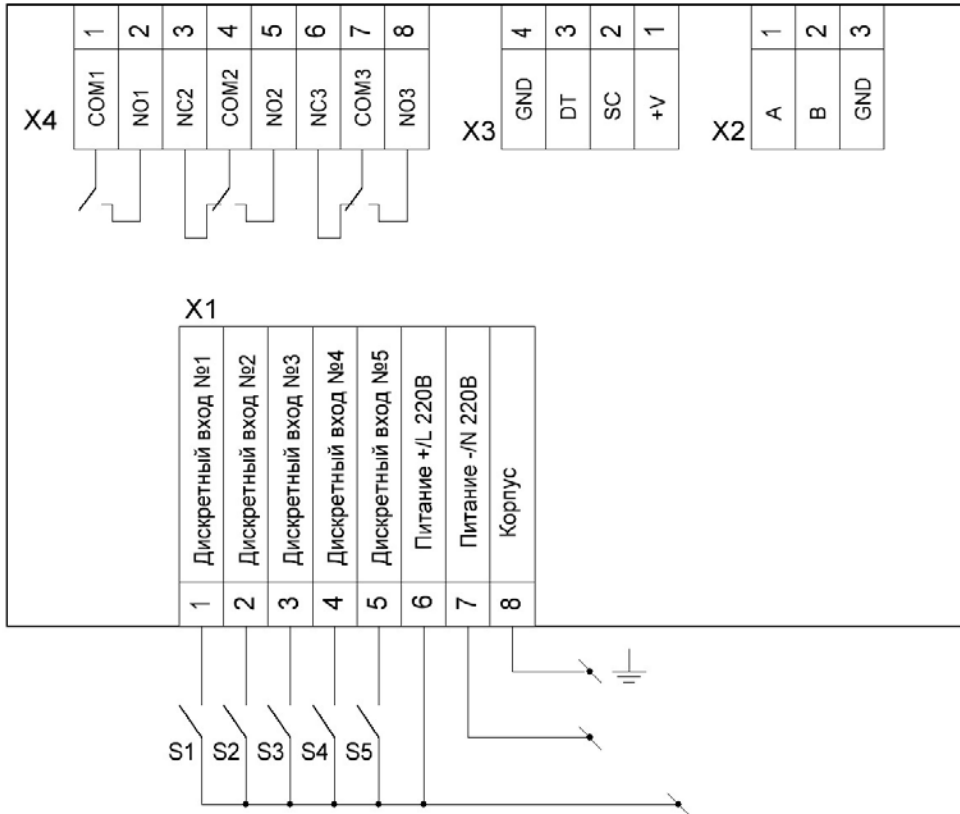 1 2 3 4 5 6 7 8
X4 COM1 NO1 NC2 COM2 NO2 NC3 COM3 NO3
4 3 2 1
X3 GND DT SC +V
1 2 3
X2 A B GND
X1
Дискретный вход №1
Дискретный вход №2
Дискретный вход №3
Дискретный вход №4
Дискретный вход №5
Питание +/L 220В
Питание -/N 220В
Корпус
1 2 3 4 5 6 7 8
S1 S2 S3 S4 S5